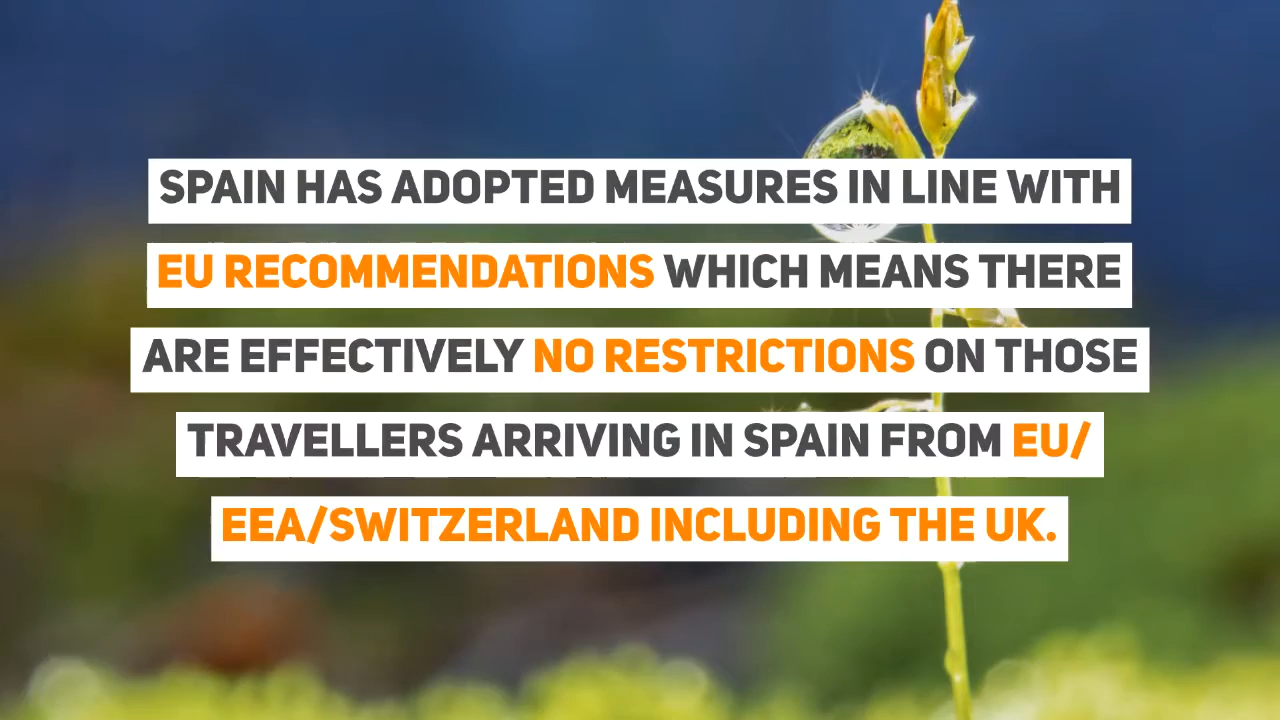 SPAIN HAS ADOPTED MEASURES IN LINE WITH
EU RECOMMENDATIONS WHICH MEANS THERE
ARE EFFECTIVELY NO RESTRICTIONS ON THOSE
TRAVELLERS ARRIVING IN SPAIN FROM EU/
EEA/SWITZERLAND INCLUDING THE UK.